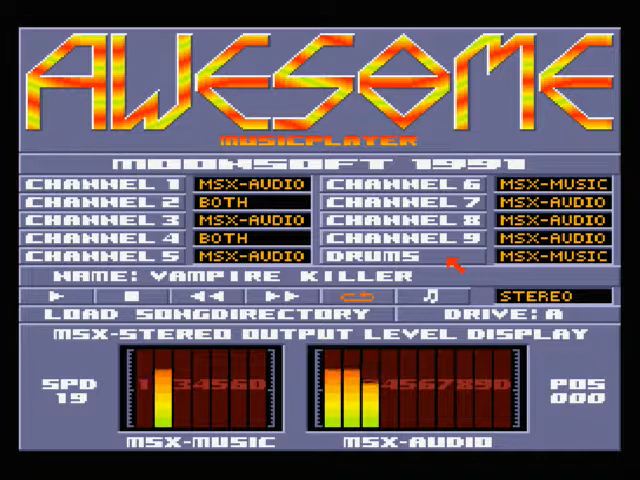 AWESOME
MUSICPLAYER
MOONSOFT 1991
CHANNEL 1 MSX-AUDIO CHANNEL 6 MSX-MUSIC
CHANNEL 2 BOTH CHANNEL 7 MSX-AUDIO
CHANNEL 3 MSX-AUDIO CHANNEL 8 MSX-AUDIO
CHANNEL 4 BOTH CHANNEL 9 MSX-AUDIO
CHANNEL 5 MSX-AUDIO DRUMS MSX-MUSIC
NAME: VAMPIRE KILLER
STEREO
LOAD SONGDIRECTORY DRIVE: A
MSX-STEREO OUTPUT LEVEL DISPLAY
SPD 1 3456D 456789D POS
19 000
MSX-MUSIC MSX-AUDIO